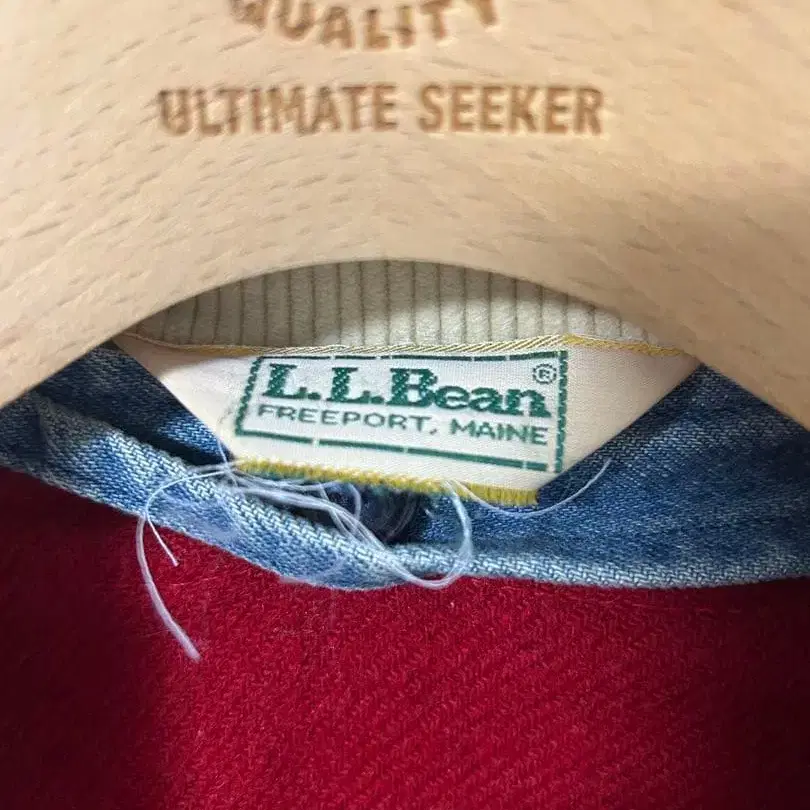 QUALITY
ULTIMATE SEEKER
L.L.Bean®
FREEPORT, MAINE